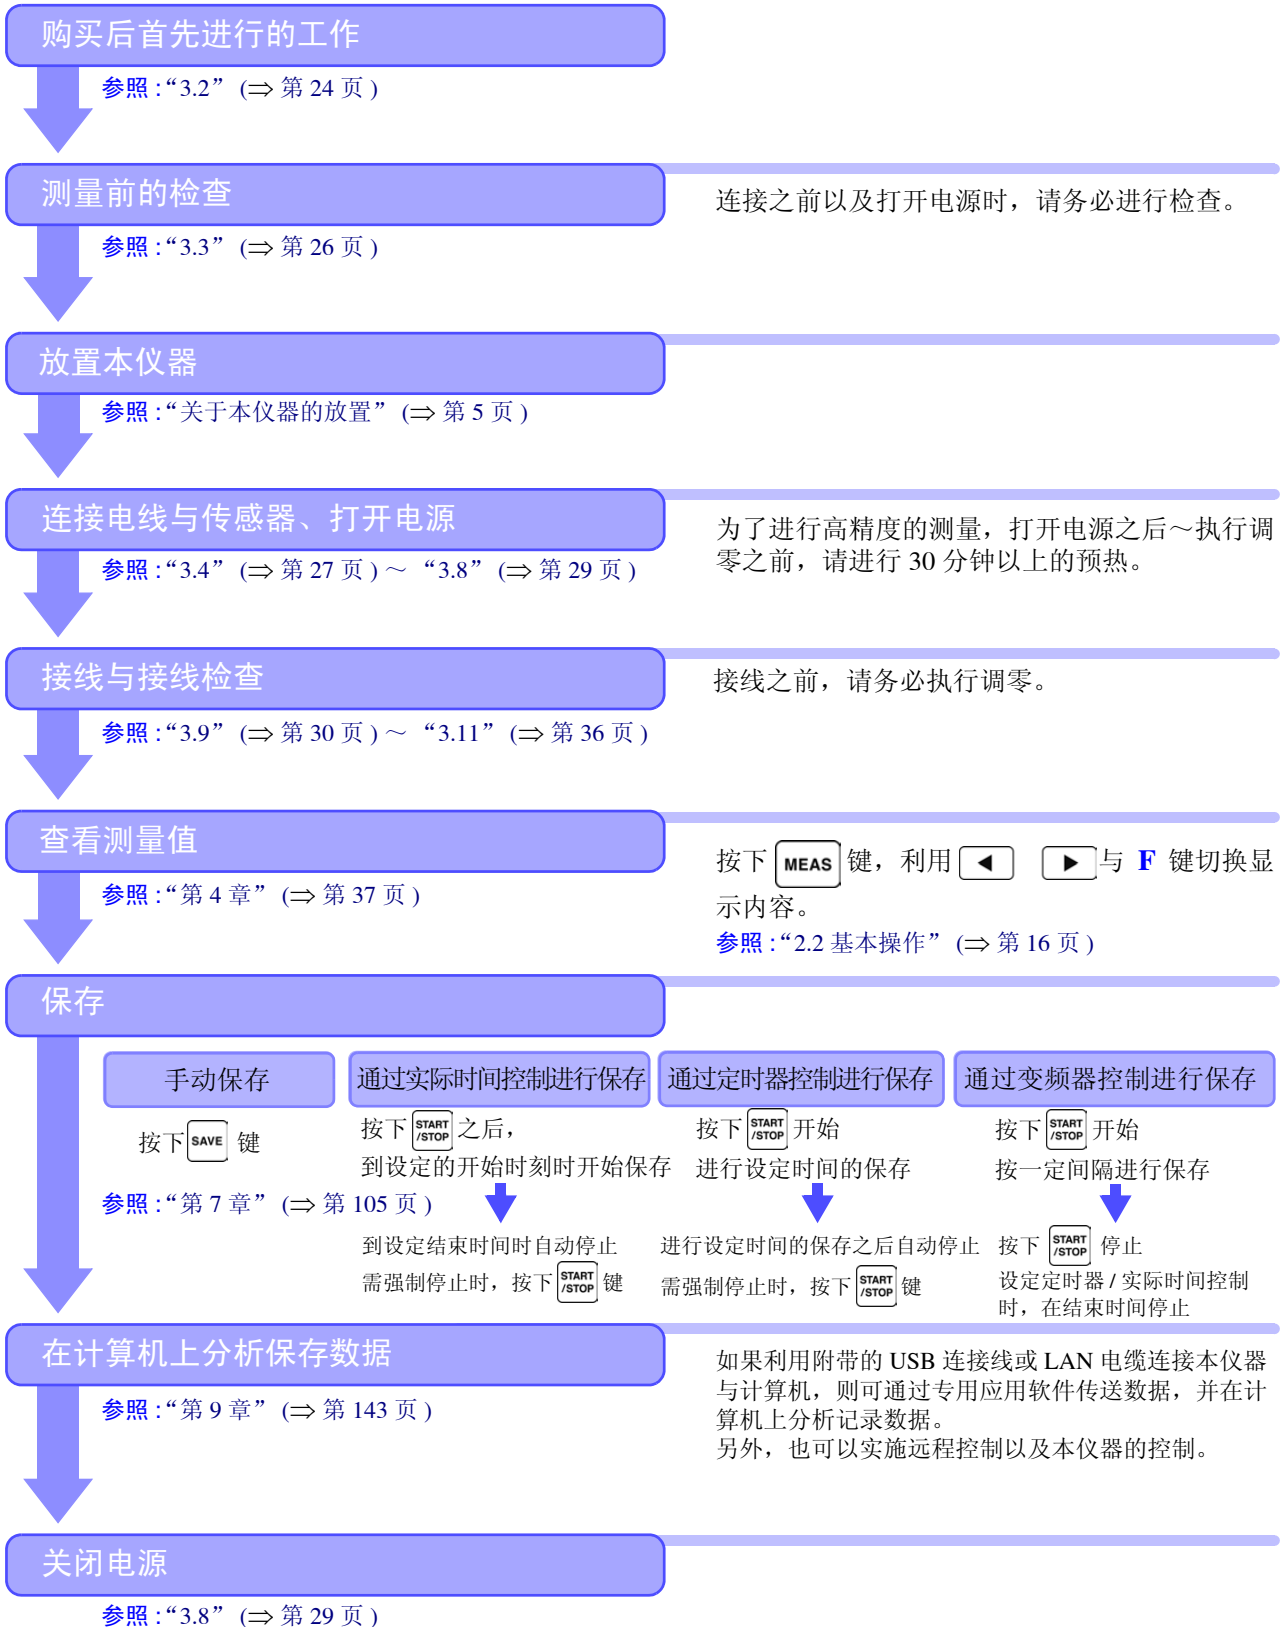 购买后首先进行的工作
参照 :“3.2” (⇒ 第 24 页 )
测量前的检查
连接之前以及打开电源时，请务必进行检查。
参照 :“3.3” (⇒ 第 26 页 )
放置本仪器
参照 :“关于本仪器的放置” (⇒ 第 5 页 )
连接电线与传感器、打开电源
为了进行高精度的测量，打开电源之后～执行调
零之前，请进行 30 分钟以上的预热。
参照 :“3.4” (⇒ 第 27 页 ) ～ “3.8” (⇒ 第 29 页 )
接线与接线检查
接线之前，请务必执行调零。
参照 :“3.9” (⇒ 第 30 页 ) ～ “3.11” (⇒ 第 36 页 )
查看测量值
按下 MEAS 键，利用 ◀ ▶ 与 F 键切换显
示内容。
参照 :“2.2 基本操作” (⇒ 第 16 页 )
参照 :“第 4 章” (⇒ 第 37 页 )
保存
手动保存
按下 SAVE 键
参照 :“第 7 章” (⇒ 第 105 页 )
通过实际时间控制进行保存
按下 START /STOP 之后，
到设定的开始时刻时开始保存
到设定结束时间时自动停止
需强制停止时，按下 START /STOP 键
通过定时器控制进行保存
按下 START /STOP 开始
进行设定时间的保存
进行设定时间的保存之后自动停止
需强制停止时，按下 START /STOP 键
通过变频器控制进行保存
按下 START /STOP 开始
按一定间隔进行保存
按下 START /STOP 停止
设定定时器 / 实际时间控制
时，在结束时间停止
在计算机上分析保存数据
参照 :“第 9 章” (⇒ 第 143 页 )
如果利用附带的 USB 连接线或 LAN 电缆连接本仪器
与计算机，则可通过专用应用软件传送数据，并在计
算机上分析记录数据。
另外，也可以实施远程控制以及本仪器的控制。
关闭电源
参照 :“3.8” (⇒ 第 29 页 )